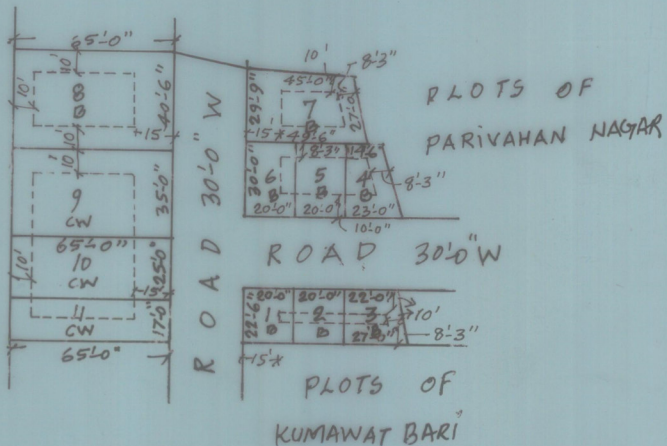 65'-0"
10'
10'
8
B
40'-6"
10'
15'
10'
9
CW
35'-0"
65'-0"
10
CW
10'
15'
25'-0"
11
CW
17'-0"
65'-0"
ROAD 30'-0" W
10'
8'-3"
45'-0"
29'-9"
7
B
27'-0"
15'
PLOTS OF
PARIVAHAN NAGAR
8'-3"
30'-0"
6
5
4
B
B
B
8'-3"
20'-0"
20'-0"
23'-0"
10'-0"
ROAD 30'-0"W
20'-0"
20'-0"
22'-0"
22'-6"
1
2
3
B
B
B
10'
27'-0"
8'-3"
15'
PLOTS OF
KUMAWAT BARI